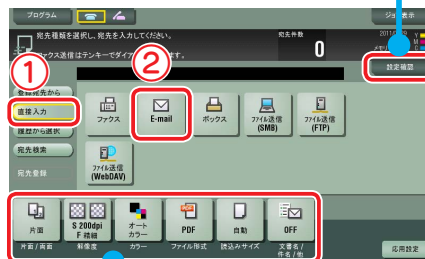 プログラム
ジョ 表示
宛先種類を選択し、宛先を入力してください。
ファクス送信はテンキーでダイア ます。
宛先件数
0
2011
Y
M
C
設定確認
①
②
登録宛先から
直接入力
履歴から選択
宛先検索
宛先登録
ファクス
E-mail
ボックス
ファイル送信
(SMB)
ファイル送信
(FTP)
ファイル送信
(WebDAV)
片面
S 200dpi
F 精細
オート
カラー
PDF
自動
OFF
片面/両面
解像度
カラー
ファイル形式
読込みサイズ
文書名/
件名/他
応用設定